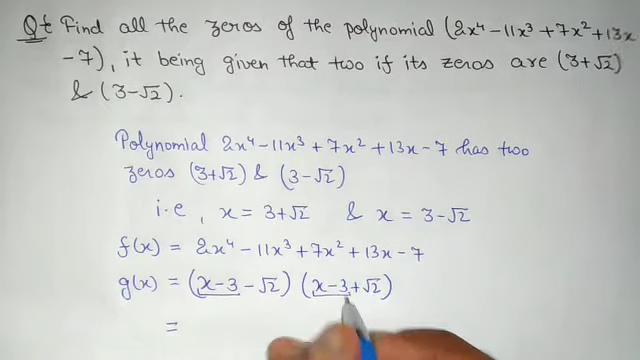 Qt Find all the zeros of the polynomial (2x⁴-11x³+7x²+13x
-7), it being given that two if its zeros are (3+√2)
& (3-√2).
Polynomial 2x⁴-11x³+7x²+13x-7 has two
zeros (3+√2) & (3-√2)
i.e, x = 3+√2 & x = 3-√2
f(x) = 2x⁴-11x³+7x²+13x-7
g(x) = (x-3-√2) (x-3+√2)
=